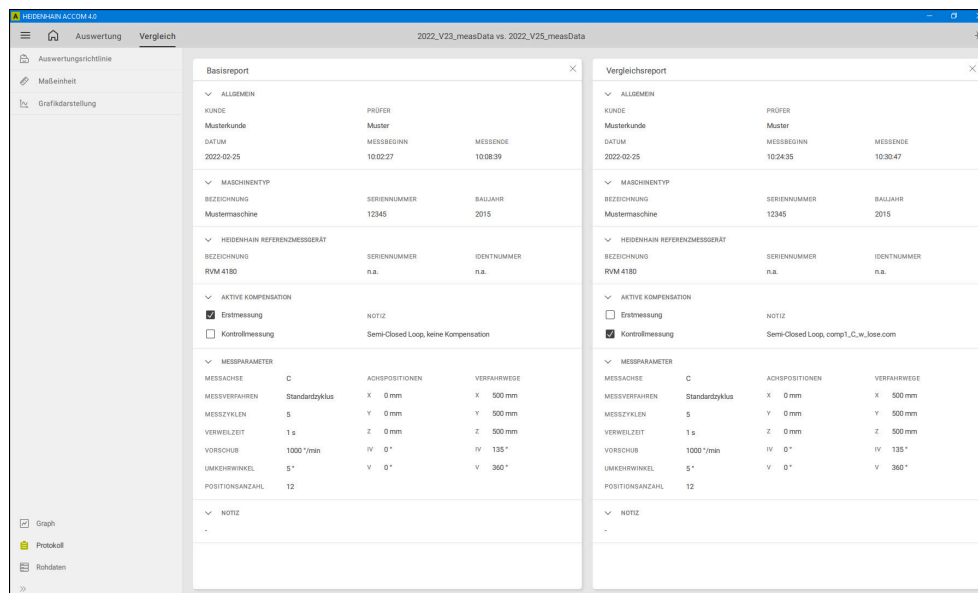 HEIDENHAIN ACCOM 4.0
Auswertung Vergleich 2022_V23_measData vs. 2022_V25_measData
Auswertungsrichtlinie
Maßeinheit
Grafikdarstellung
Graph
Protokoll
Rohdaten
Basisreport
ALLGEMEIN
KUNDE PRÜFER
Musterkunde Muster
DATUM MESSBEGINN MESSENDE
2022-02-25 10:02:27 10:08:39
MASCHINENTYP
BEZEICHNUNG SERIENNUMMER BAUJAHR
Mustermaschine 12345 2015
HEIDENHAIN REFERENZMESSGERÄT
BEZEICHNUNG SERIENNUMMER IDENTNUMMER
RVM 4180 n.a. n.a.
AKTIVE KOMPENSATION
Erstmessung NOTIZ
Kontrollmessung Semi-Closed Loop, keine Kompensation
MESSPARAMETER
MESSACHSE C ACHSPOSITIONEN VERFAHRWEGE
MESSVERFAHREN Standardzyklus X 0 mm X 500 mm
MESSZYKLEN 5 Y 0 mm Y 500 mm
VERWEILZEIT 1 s Z 0 mm Z 500 mm
VORSCHUB 1000 °/min IV 0 ° IV 135 °
UMKEHRWINKEL 5 ° V 0 ° V 360 °
POSITIONSANZAHL 12
NOTIZ
-
Vergleichsreport
ALLGEMEIN
KUNDE PRÜFER
Musterkunde Muster
DATUM MESSBEGINN MESSENDE
2022-02-25 10:24:35 10:30:47
MASCHINENTYP
BEZEICHNUNG SERIENNUMMER BAUJAHR
Mustermaschine 12345 2015
HEIDENHAIN REFERENZMESSGERÄT
BEZEICHNUNG SERIENNUMMER IDENTNUMMER
RVM 4180 n.a. n.a.
AKTIVE KOMPENSATION
Erstmessung NOTIZ
Kontrollmessung Semi-Closed Loop, comp1_C_w_lose.com
MESSPARAMETER
MESSACHSE C ACHSPOSITIONEN VERFAHRWEGE
MESSVERFAHREN Standardzyklus X 0 mm X 500 mm
MESSZYKLEN 5 Y 0 mm Y 500 mm
VERWEILZEIT 1 s Z 0 mm Z 500 mm
VORSCHUB 1000 °/min IV 0 ° IV 135 °
UMKEHRWINKEL 5 ° V 0 ° V 360 °
POSITIONSANZAHL 12
NOTIZ
-